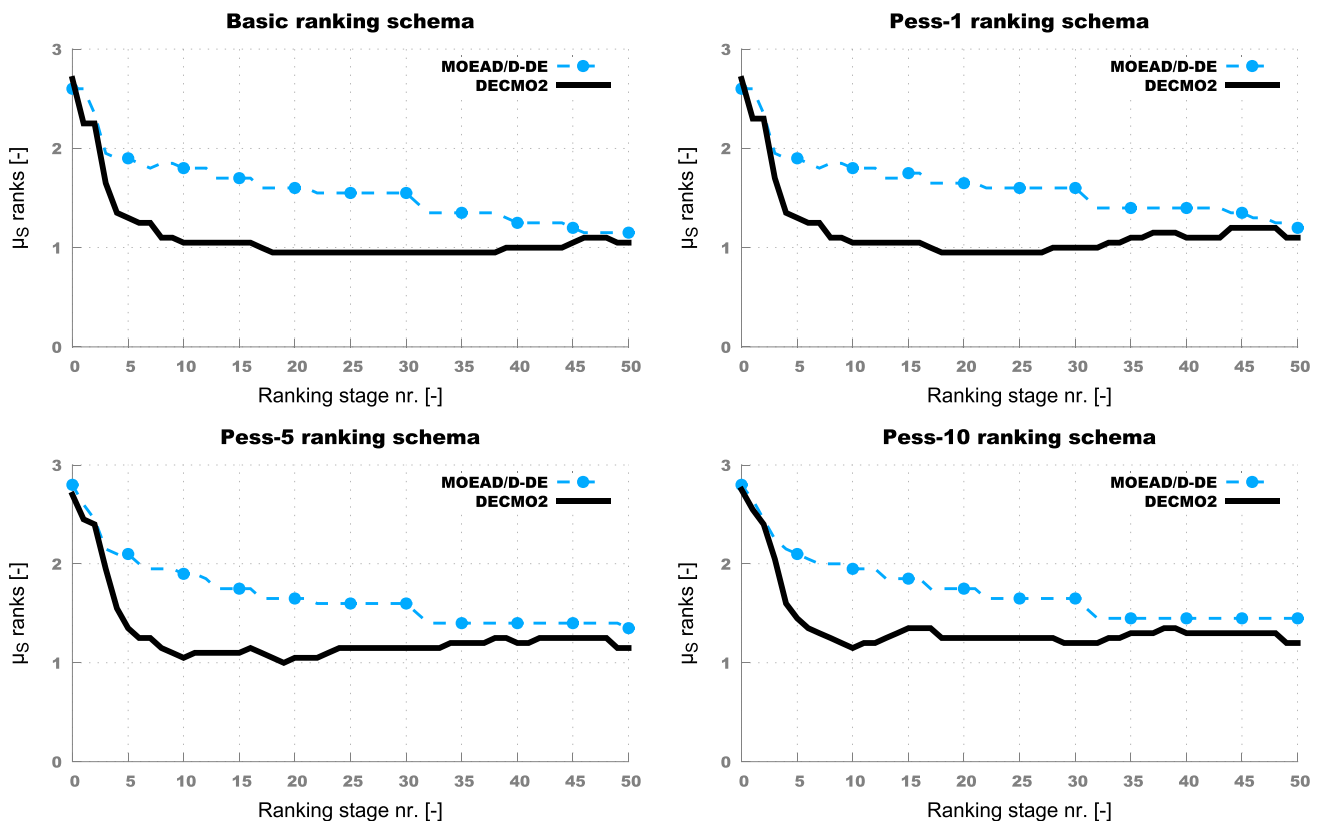 Basic ranking schema
3
2
1
0
μS ranks [-]
MOEAD/D-DE
DECMO2
0 5 10 15 20 25 30 35 40 45 50
Ranking stage nr. [-]
Pess-1 ranking schema
3
2
1
0
μS ranks [-]
MOEAD/D-DE
DECMO2
0 5 10 15 20 25 30 35 40 45 50
Ranking stage nr. [-]
Pess-5 ranking schema
3
2
1
0
μS ranks [-]
MOEAD/D-DE
DECMO2
0 5 10 15 20 25 30 35 40 45 50
Ranking stage nr. [-]
Pess-10 ranking schema
3
2
1
0
μS ranks [-]
MOEAD/D-DE
DECMO2
0 5 10 15 20 25 30 35 40 45 50
Ranking stage nr. [-]